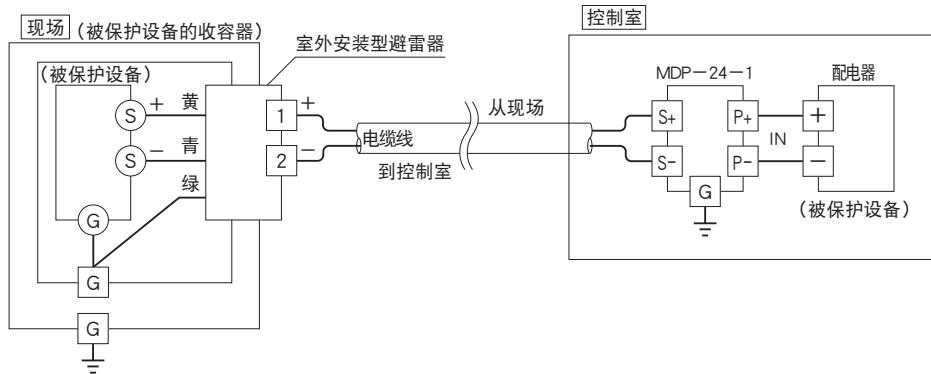 现场 (被保护设备的收容器)
室外安装型避雷器
(被保护设备)
S + 黄
S - 青
绿
G
G
G
1 +
2 -
电缆线
从现场
到控制室
控制室
MDP-24-1
配电器
S+ P+ +
IN
S- P- -
G
(被保护设备)